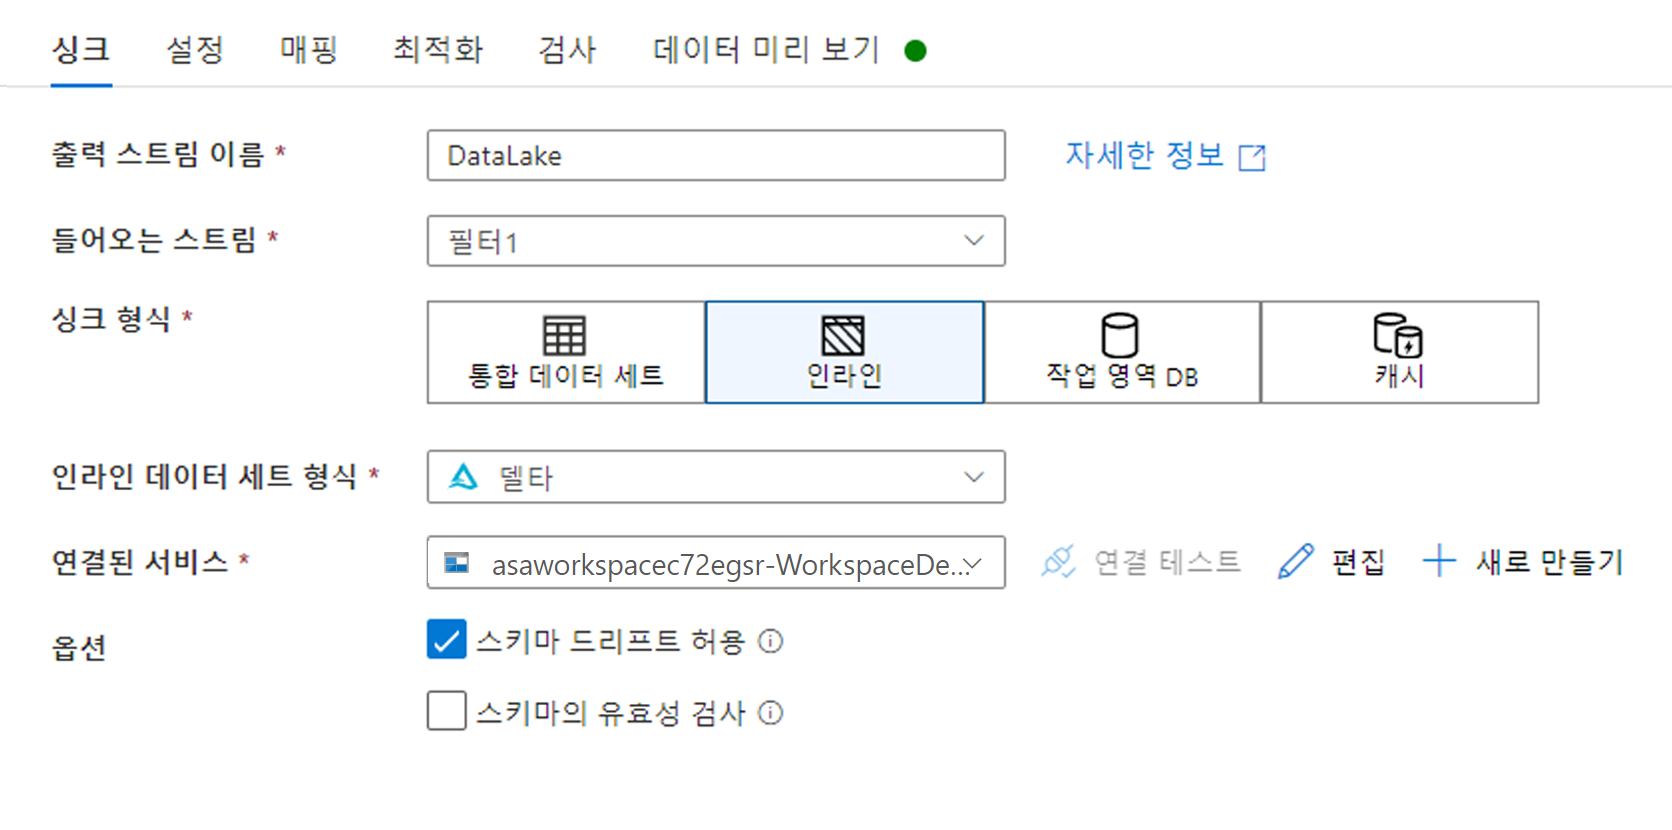 싱크 설정 매핑 최적화 검사 데이터 미리 보기
출력 스트림 이름 * DataLake 자세한 정보
들어오는 스트림 * 필터1
싱크 형식 * 통합 데이터 세트 인라인 작업 영역 DB 캐시
인라인 데이터 세트 형식 * 델타
연결된 서비스 * asaworkspacec72egsr-WorkspaceDe... 연결 테스트 편집 새로 만들기
옵션 스키마 드리프트 허용
스키마의 유효성 검사